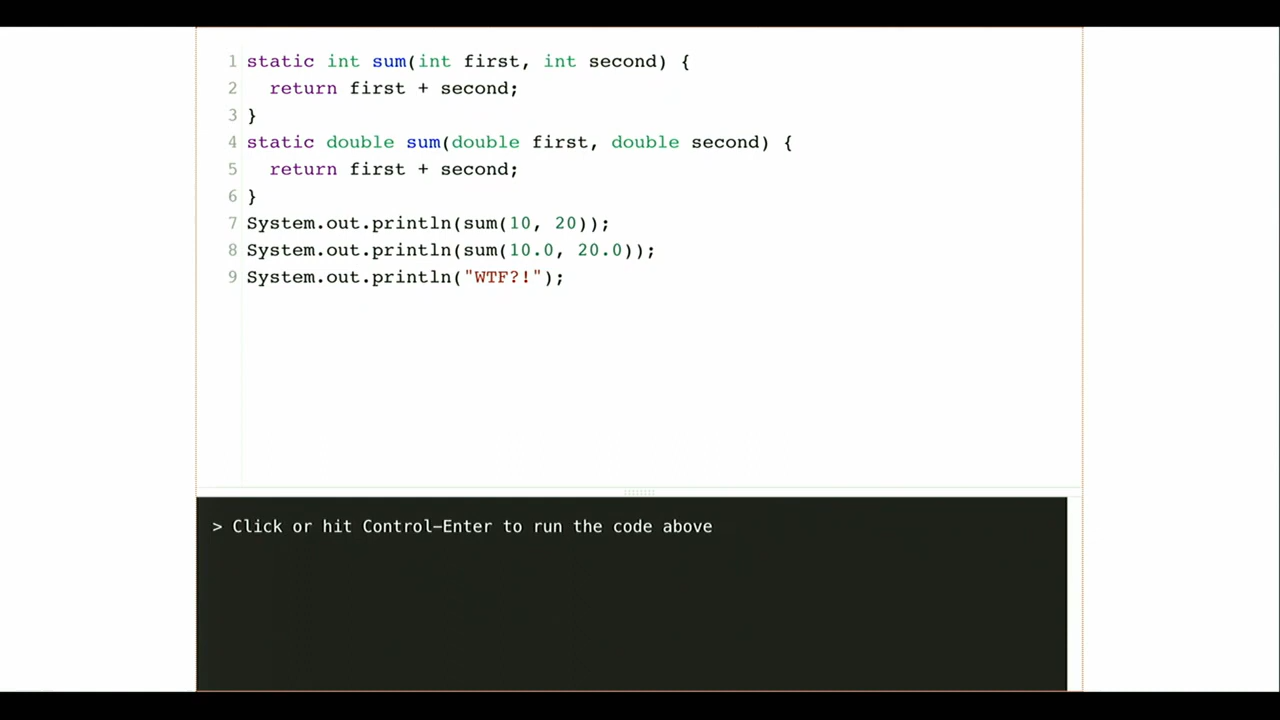 1 static int sum(int first, int second) {
2   return first + second;
3 }
4 static double sum(double first, double second) {
5   return first + second;
6 }
7 System.out.println(sum(10, 20));
8 System.out.println(sum(10.0, 20.0));
9 System.out.println("WTF?!");
> Click or hit Control-Enter to run the code above